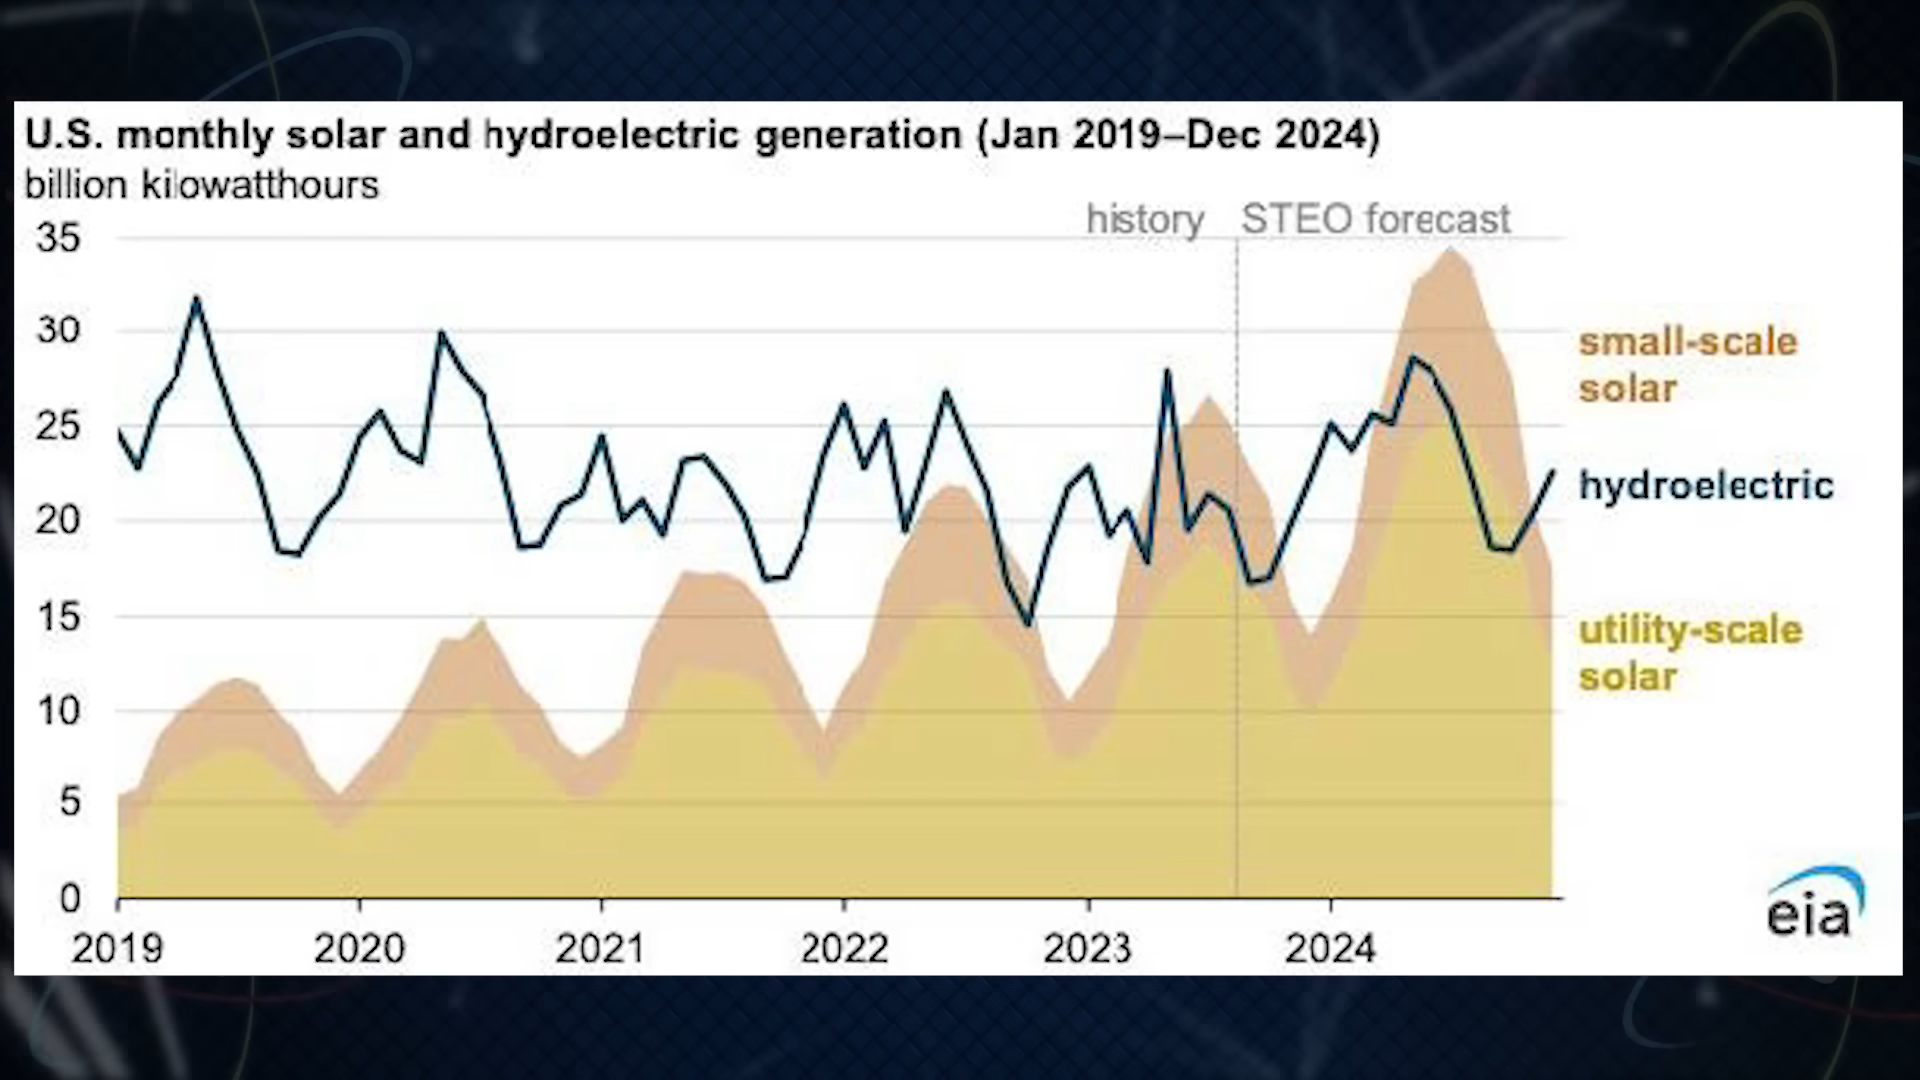 U.S. monthly solar and hydroelectric generation (Jan 2019–Dec 2024)
billion kilowatthours
history STEO forecast
35
30
25
20
15
10
5
0
small-scale
solar
hydroelectric
utility-scale
solar
2019 2020 2021 2022 2023 2024
eia